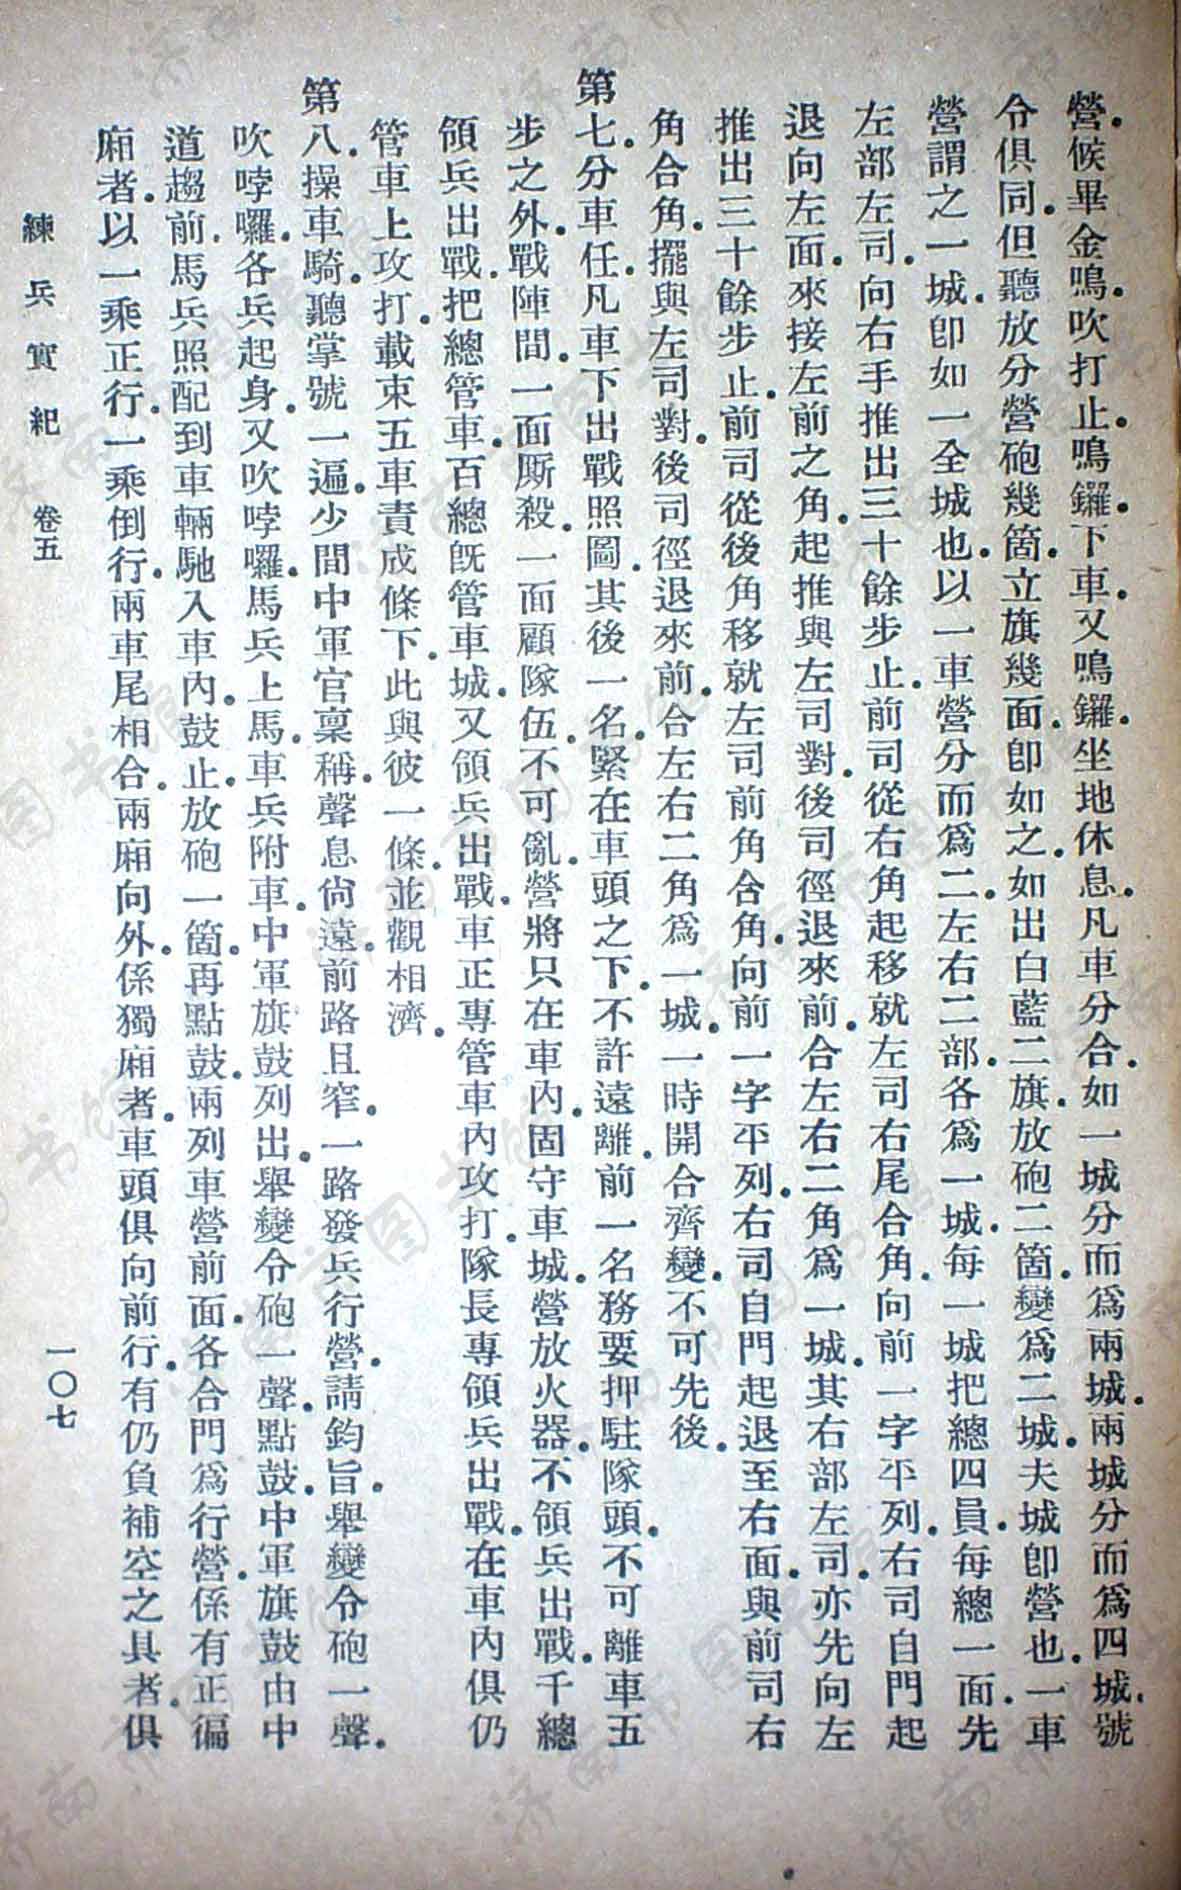 營。候畢金鳴。吹打止。鳴鑼下車。又鳴鑼。坐地休息。凡車分合。如一城分而爲兩城。兩城分而爲四城。號
令俱同。但聽放分營砲幾箇。立旗幾面。卽如之。如出白藍二旗。放砲二箇。變爲二城。夫城卽營也。一車
營謂之一城。卽如一全城也。以一車營分而爲二。左右二部。各爲一城。每一城把總四員。每總一面。先
左部左司。向右手推出三十餘步止。前司從右角起移就左司右尾合角。向前一字平列。右司自門起
退向左面。來接左前之角。起推與左司對。後司徑退來前。合左右二角爲一城。其右部左司。亦先向左
推出三十餘步止。前司從後角移就左司前角合角。向前一字平列。右司自門起退至右面。與前司右
角合角。擺與左司對。後司徑退來前。合左右二角爲一城。一時開合齊變。不可先後。
第七。分車任。凡車下出戰照圖。其後一名。緊在車頭之下。不許遠離。前一名務要押駐隊頭。不可離車五
步之外。戰陣間。一面厮殺。一面顧隊伍。不可亂。營將只在車內。固守車城。營放火器。不領兵出戰。千總
領兵出戰。把總管車。百總旣管車城。又領兵出戰。車正專管車內攻打。隊長專領兵出戰。在車內俱仍
管車上攻打。載束五車責成條下。此與彼一條。並觀相濟。
第八。操車騎。聽掌號一遍。少間中軍官稟稱。聲息尙遠。前路且窄。一路發兵行營。請鈞旨。舉變令砲一聲。
吹哱囉。各兵起身。又吹哱囉。馬兵上馬。車兵附車。中軍旗鼓列出。舉變令砲一聲。點鼓。中軍旗鼓由中
道趨前。馬兵照配到車輛。馳入車內。鼓止。放砲一箇。再點鼓。兩列車營前面。各合門爲行營。係有正偏
廂者。以一乘正行。一乘倒行。兩車尾相合。兩廂向外。係獨廂者。車頭俱向前行。有仍負補空之具者。俱
練兵實紀 卷五 一〇七